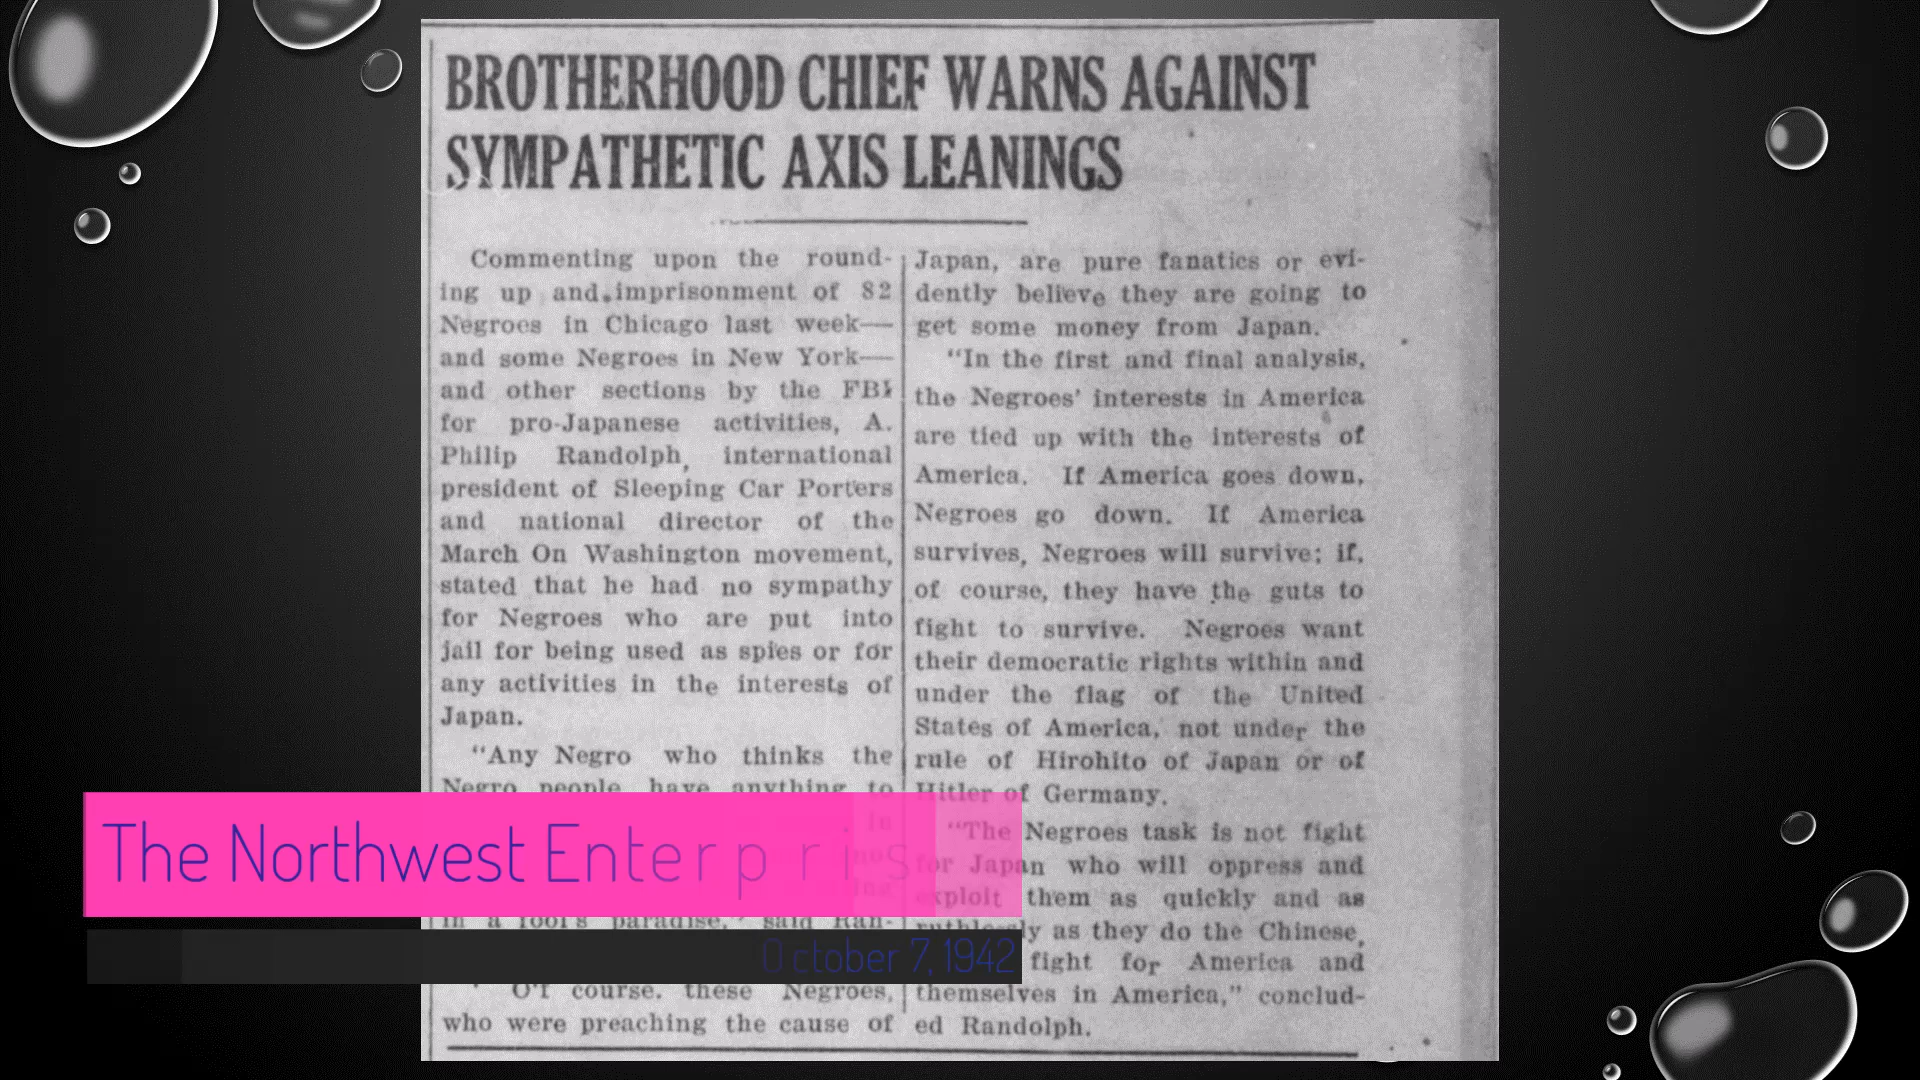 BROTHERHOOD CHIEF WARNS AGAINST
SYMPATHETIC AXIS LEANINGS
Commenting upon the round-
ing up and imprisonment of 82
Negroes in Chicago last week—
and some Negroes in New York—
and other sections by the FBI
for pro-Japanese activities, A.
Philip Randolph, international
president of Sleeping Car Porters
and national director of the
March On Washington movement,
stated that he had no sympathy
for Negroes who are put into
jail for being used as spies or for
any activities in the interests of
Japan.
"Any Negro who thinks the
Negro people have anything to
in
in a fool's paradise," said Ran-
"Of course, these Negroes,
who were preaching the cause of
Japan, are pure fanatics or evi-
dently believe they are going to
get some money from Japan.
"In the first and final analysis,
the Negroes' interests in America
are tied up with the interests of
America. If America goes down,
Negroes go down. If America
survives, Negroes will survive; if,
of course, they have the guts to
fight to survive. Negroes want
their democratic rights within and
under the flag of the United
States of America, not under the
rule of Hirohito of Japan or of
Hitler of Germany.
"The Negroes task is not fight
for Japan who will oppress and
exploit them as quickly and as
ruthlessly as they do the Chinese,
fight for America and
themselves in America," conclud-
ed Randolph.
The Northwest Enterpris
October 7, 1942